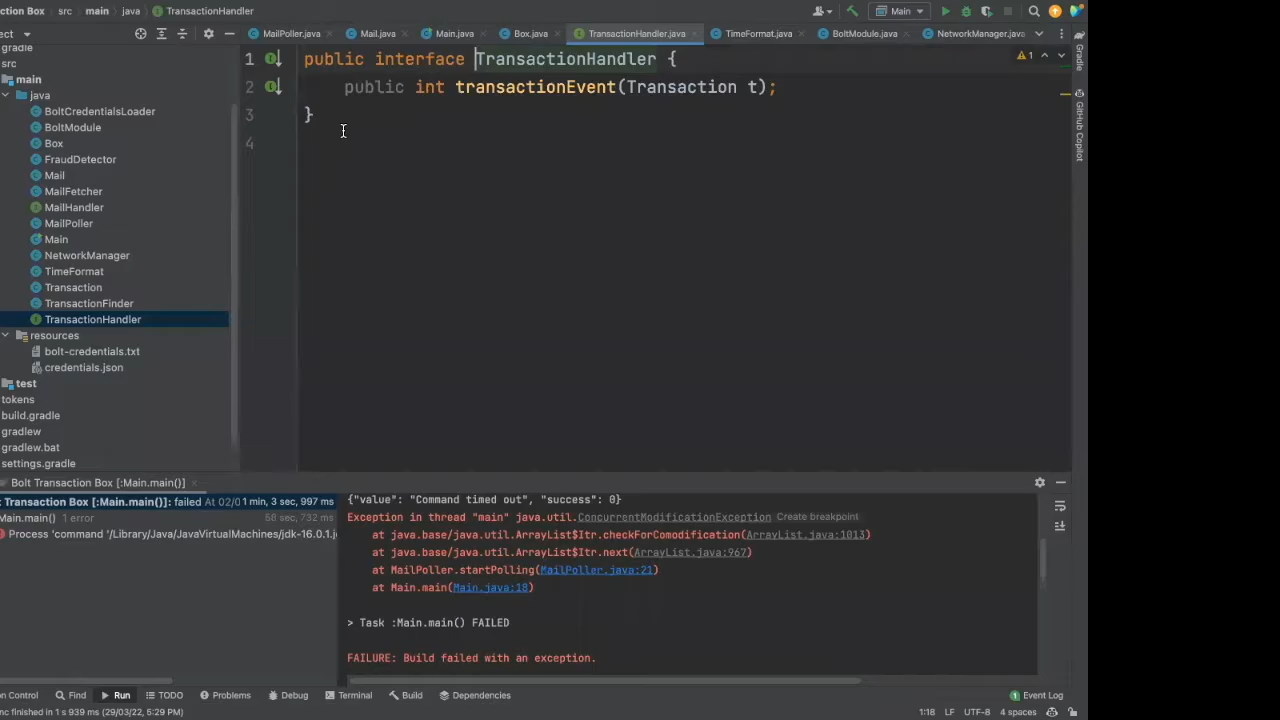 ction Box
src
main
java
TransactionHandler
Main
ct
MailPoller.java
Mail.java
Main.java
Box.java
TransactionHandler.java
TimeFormat.java
BoltModule.java
NetworkManager.java
gradle
src
main
java
BoltCredentialsLoader
BoltModule
Box
FraudDetector
Mail
MailFetcher
MailHandler
MailPoller
Main
NetworkManager
TimeFormat
Transaction
TransactionFinder
TransactionHandler
resources
bolt-credentials.txt
credentials.json
test
tokens
build.gradle
gradlew
gradlew.bat
settings.gradle
1 public interface TransactionHandler {
2 public int transactionEvent(Transaction t);
3 }
4
1
Gradle
GitHub Copilot
Bolt Transaction Box [:Main.main()]
t Transaction Box [:Main.main()]: failed At 02/0 1 min, 3 sec, 997 ms
Main.main() 1 error 58 sec, 732 ms
Process 'command '/Library/Java/JavaVirtualMachines/jdk-16.0.1.j
{"value": "Command timed out", "success": 0}
Exception in thread "main" java.util.ConcurrentModificationException Create breakpoint
at java.base/java.util.ArrayList$Itr.checkForComodification(ArrayList.java:1013)
at java.base/java.util.ArrayList$Itr.next(ArrayList.java:967)
at MailPoller.startPolling(MailPoller.java:21)
at Main.main(Main.java:18)
> Task :Main.main() FAILED
FAILURE: Build failed with an exception.
on Control
Find
Run
TODO
Problems
Debug
Terminal
Build
Dependencies
1 Event Log
nc finished in 1 s 939 ms (29/03/22, 5:29 PM)
1:18 LF UTF-8 4 spaces